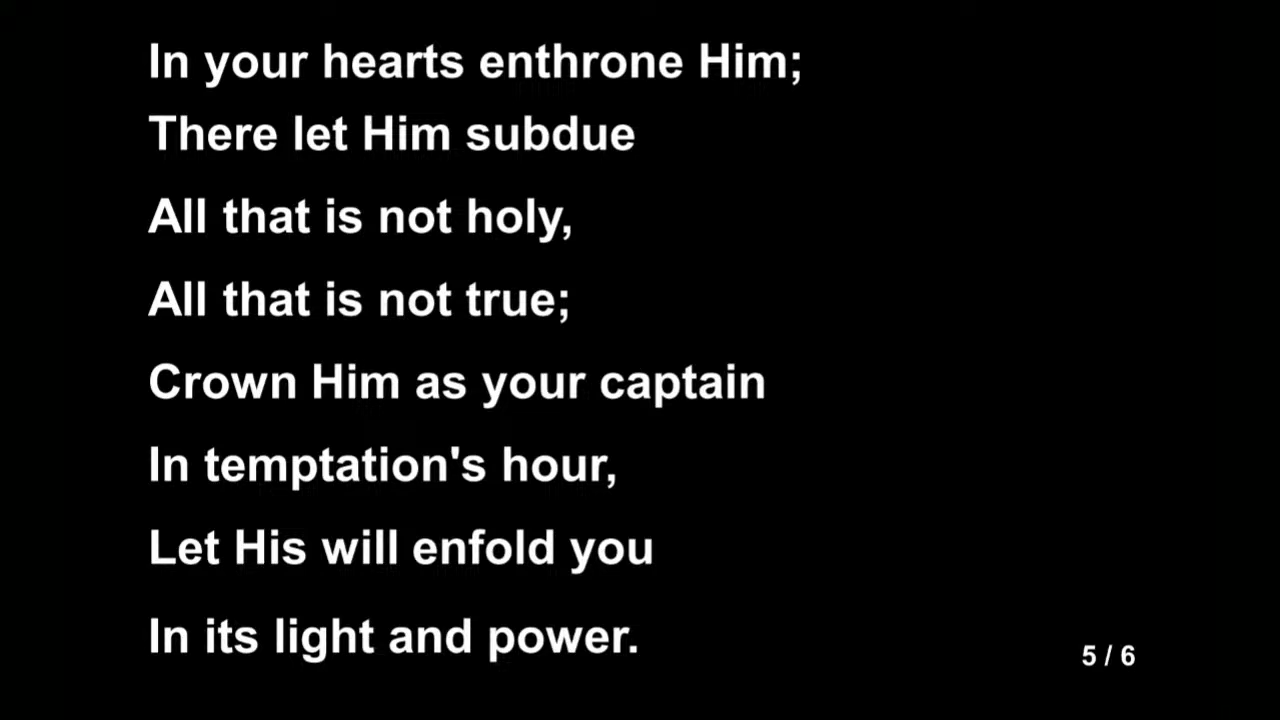 In your hearts enthrone Him;
There let Him subdue
All that is not holy,
All that is not true;
Crown Him as your captain
In temptation's hour,
Let His will enfold you
In its light and power.
5 / 6